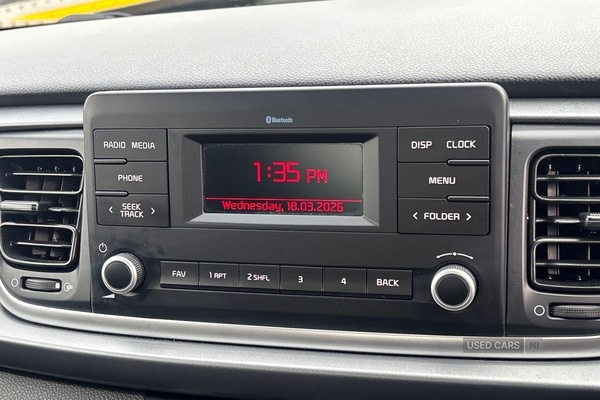 Bluetooth
RADIO MEDIA
PHONE
< SEEK TRACK >
1:35 PM
Wednesday, 18.03.2026
DISP CLOCK
MENU
< FOLDER >
FAV 1 RPT 2 SHFL 3 4 BACK
USED CARS NI